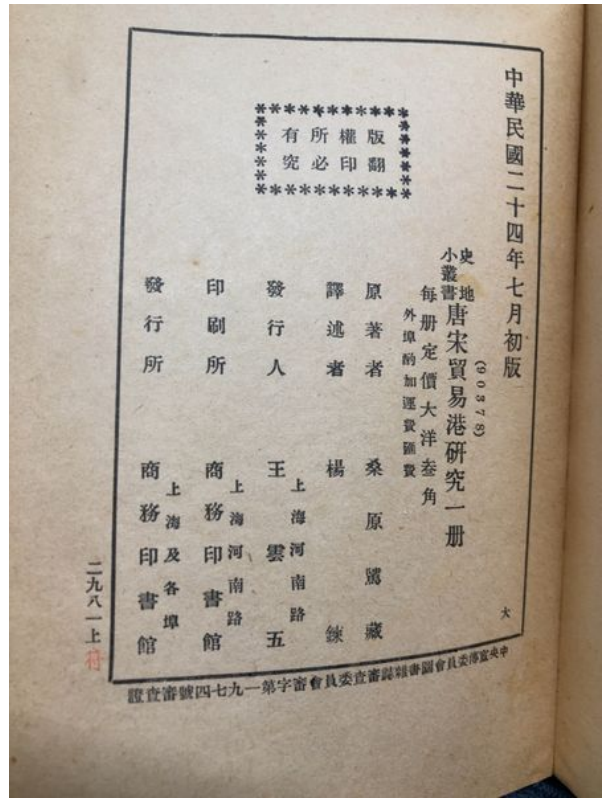 中華民國二十四年七月初版
(90378)
史地小叢書
唐宋貿易港研究一册
每册定價大洋叁角
外埠酌加運費匯費
版權所有
翻印必究
原著者 桑原騭藏
譯述者 楊鍊
發行人 王雲五
上海河南路
印刷所 商務印書館
上海河南路
發行所 商務印書館
上海及各埠
大
二九八一上
符
中央宣傳委員會圖書雜誌審查委員會審字第一九七四號審查證